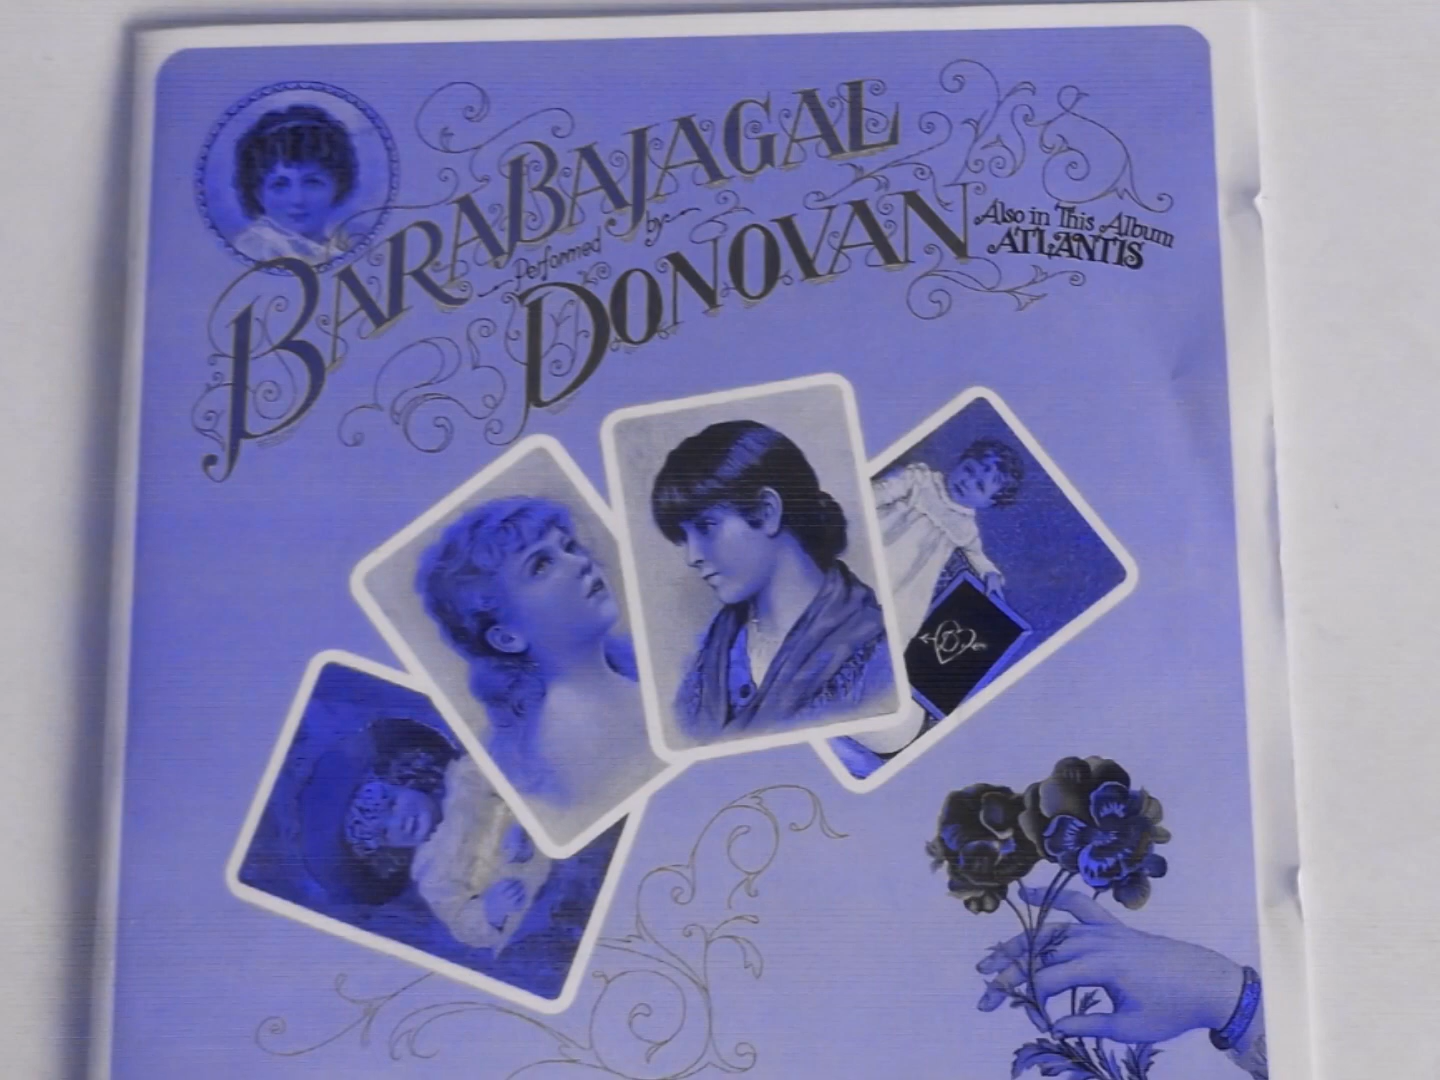 BARABAJAGAL
Performed by
DONOVAN
Also in This Album
ATLANTIS